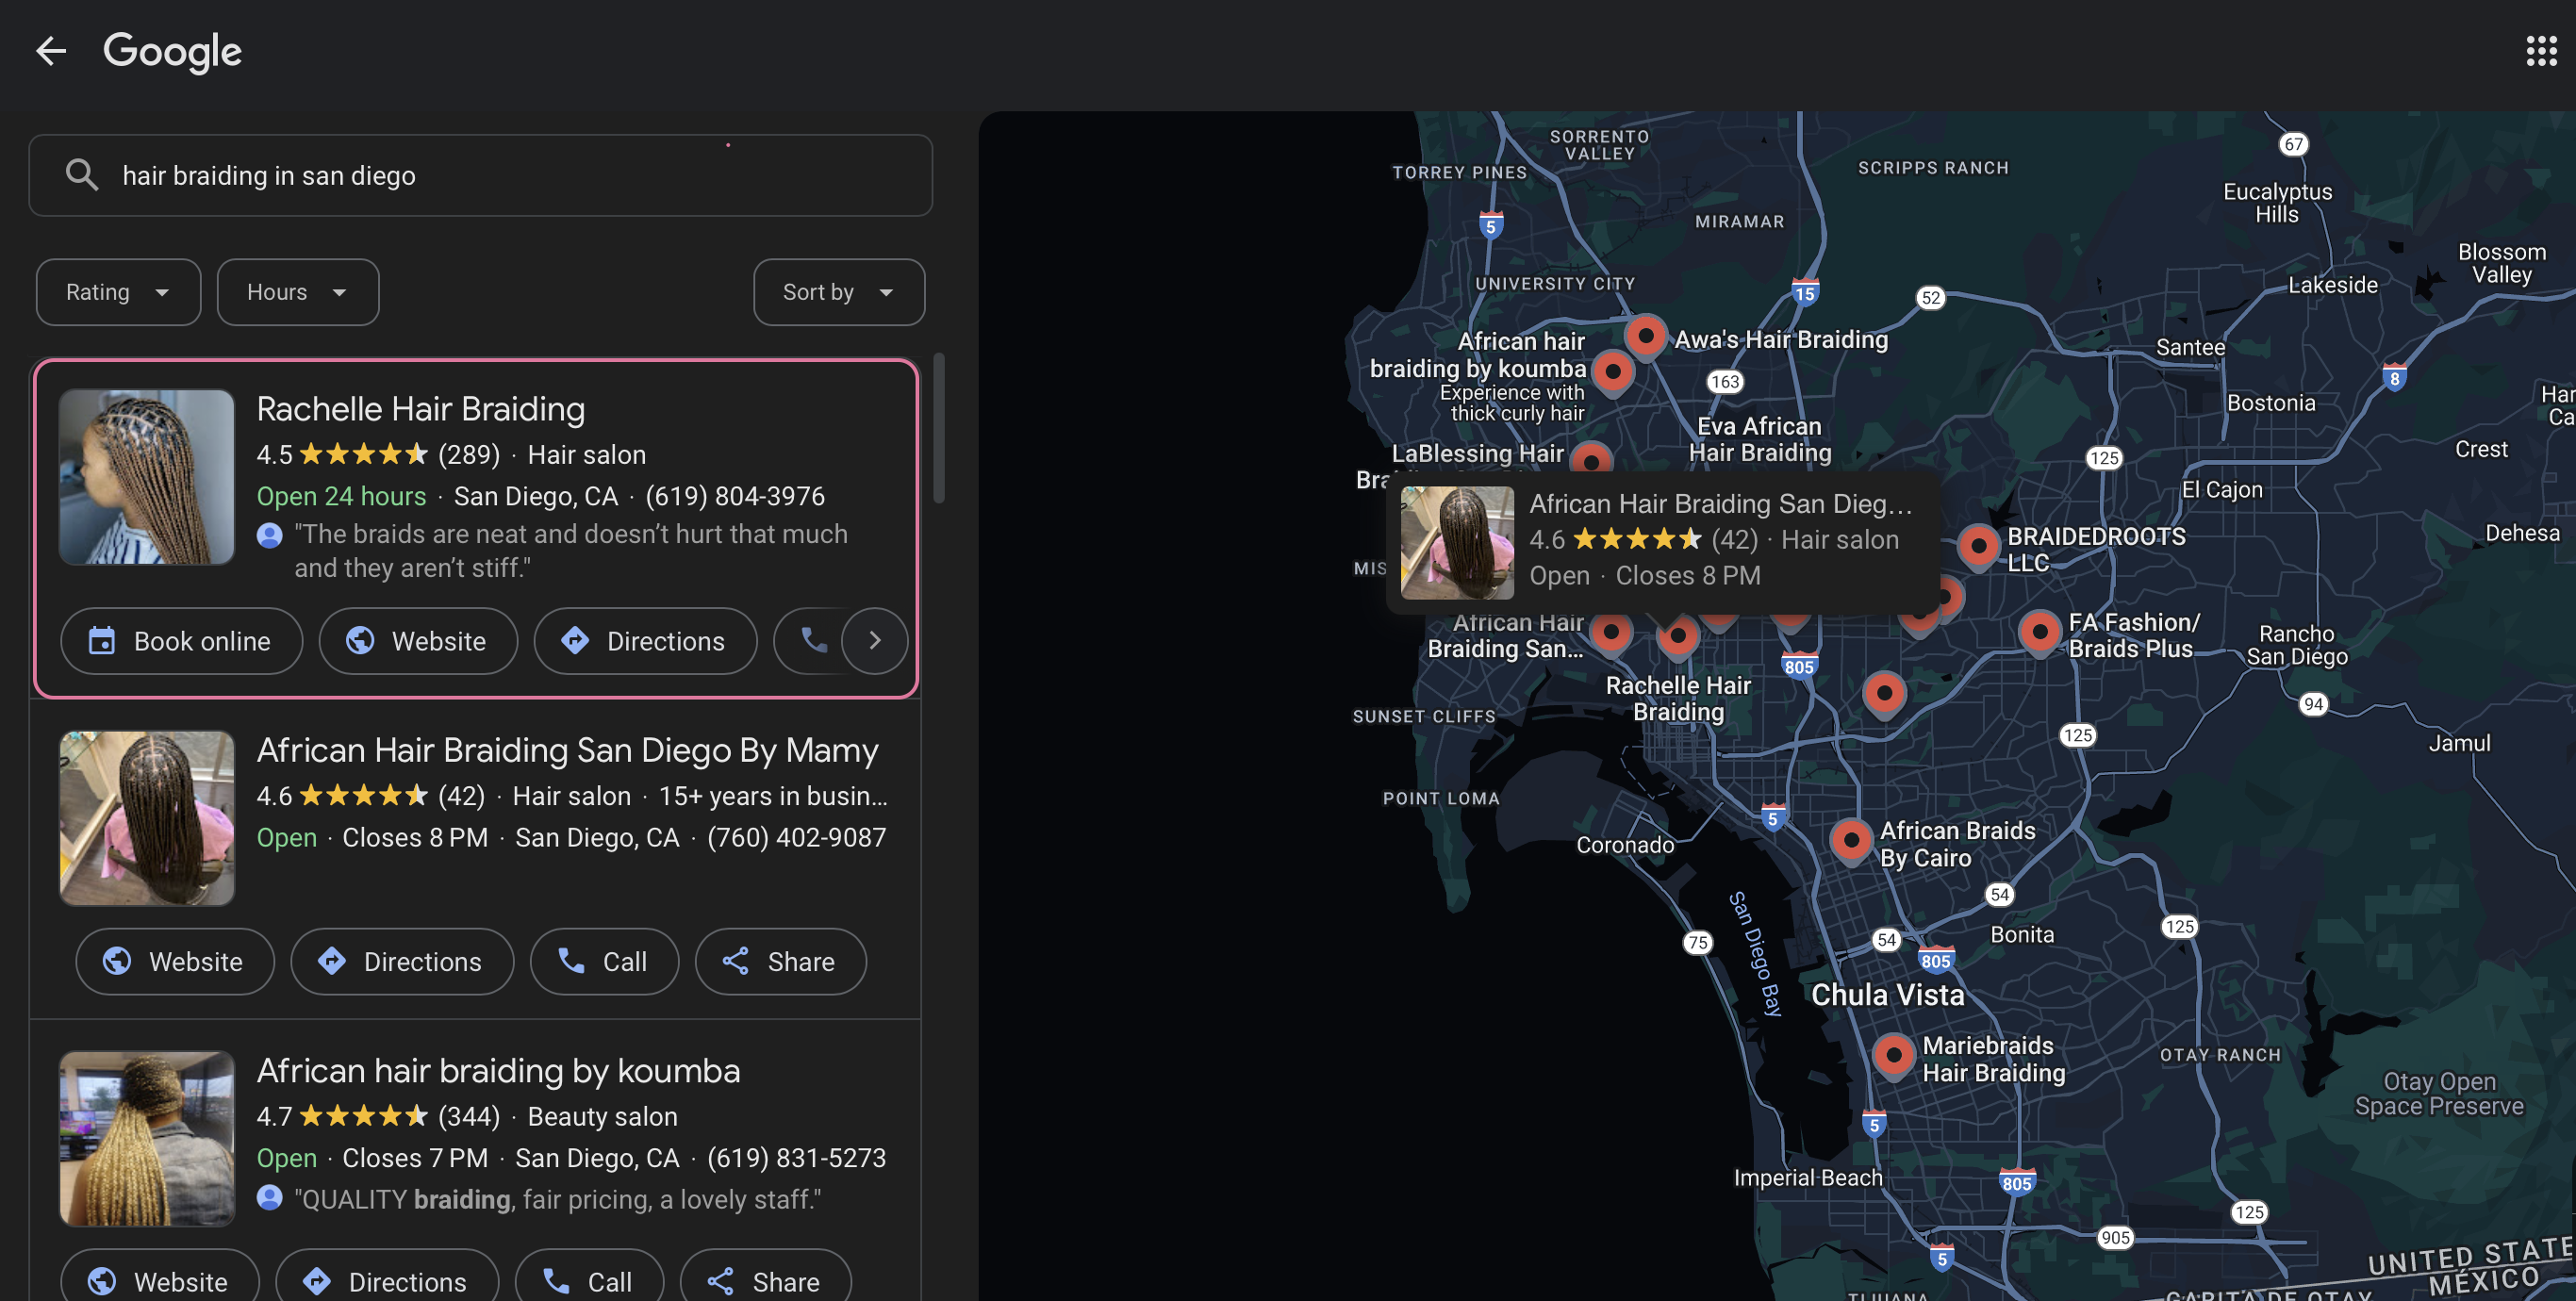 Google
hair braiding in san diego
Rating
Hours
Sort by
Rachelle Hair Braiding
4.5 (289) · Hair salon
Open 24 hours · San Diego, CA · (619) 804-3976
"The braids are neat and doesn’t hurt that much
and they aren’t stiff."
Book online
Website
Directions
African Hair Braiding San Diego By Mamy
4.6 (42) · Hair salon · 15+ years in busin...
Open · Closes 8 PM · San Diego, CA · (760) 402-9087
Website
Directions
Call
Share
African hair braiding by koumba
4.7 (344) · Beauty salon
Open · Closes 7 PM · San Diego, CA · (619) 831-5273
"QUALITY braiding, fair pricing, a lovely staff."
Website
Directions
Call
Share
SORRENTO
VALLEY
TORREY PINES
SCRIPPS RANCH
67
Eucalyptus
Hills
MIRAMAR
5
Blossom
Valley
UNIVERSITY CITY
15
52
Lakeside
African hair
braiding by koumba
Experience with
thick curly hair
Awa's Hair Braiding
Santee
163
8
Bostonia
Har
Ca
Eva African
Hair Braiding
LaBlessing Hair
Bra
125
Crest
El Cajon
African Hair Braiding San Dieg...
4.6 (42) · Hair salon
Open · Closes 8 PM
BRAIDEDROOTS
LLC
Dehesa
MIS
African Hair
Braiding San...
FA Fashion/
Braids Plus
Rancho
San Diego
805
Rachelle Hair
Braiding
94
SUNSET CLIFFS
125
Jamul
POINT LOMA
5
Coronado
African Braids
By Cairo
54
75
San Diego Bay
54
Bonita
125
805
Chula Vista
Mariebraids
Hair Braiding
OTAY RANCH
Otay Open
Space Preserve
5
Imperial Beach
805
125
905
5
UNITED STATE
MÉXICO
TIJUANA
GARITA DE OTAY